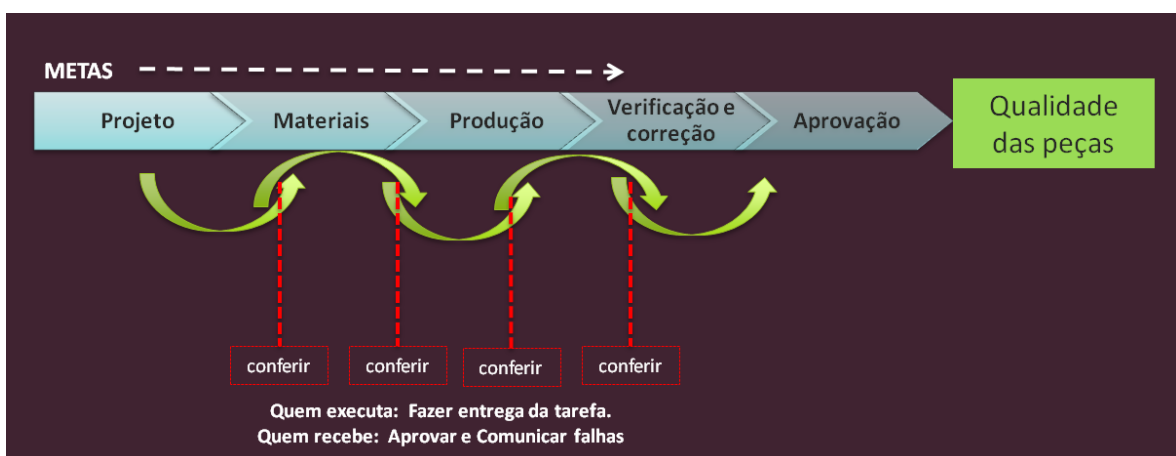 METAS
Projeto
Materiais
Produção
Verificação e
correção
Aprovação
Qualidade
das peças
conferir
conferir
conferir
conferir
Quem executa: Fazer entrega da tarefa.
Quem recebe: Aprovar e Comunicar falhas